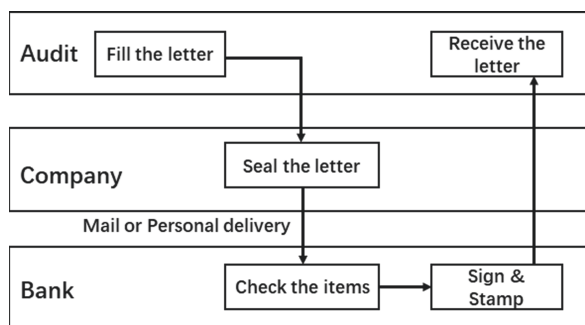 Audit
Fill the letter
Receive the
letter
Company
Seal the letter
Mail or Personal delivery
Bank
Check the items
Sign &
Stamp